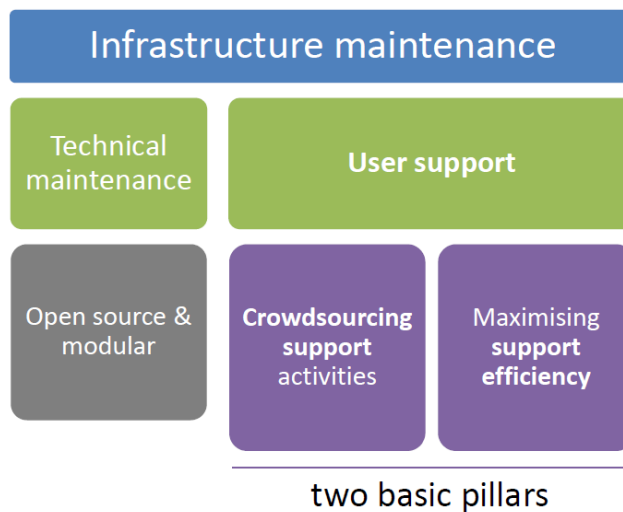 Infrastructure maintenance
Technical
maintenance
User support
Open source &
modular
Crowdsourcing
support
activities
Maximising
support
efficiency
two basic pillars